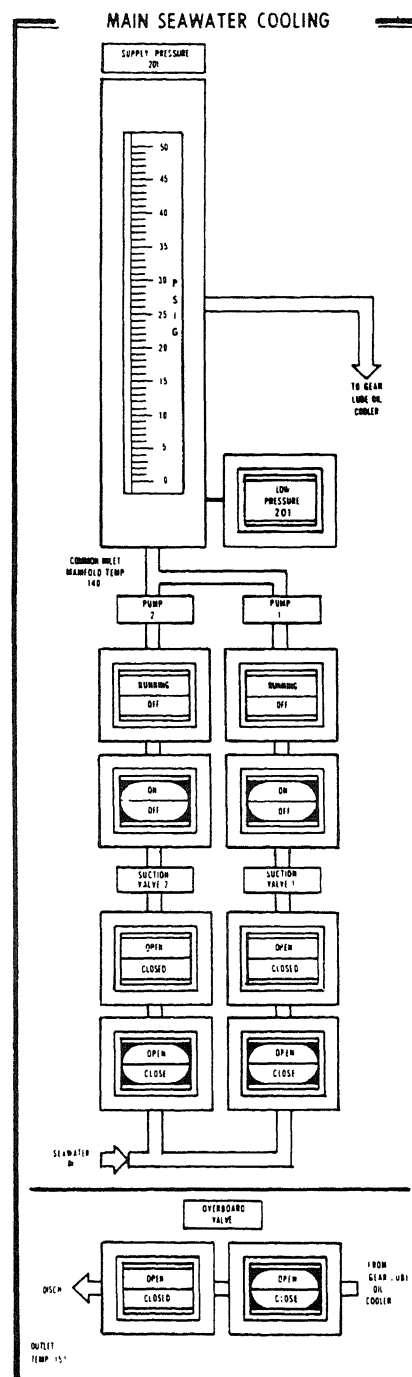 MAIN SEAWATER COOLING
SUPPLY PRESSURE
201
50
45
40
35
30
25
20
15
10
5
0
PSIG
TO GEAR
LUBE OIL
COOLER
LOW
PRESSURE
201
COMMON INLET
MANIFOLD TEMP
140
PUMP
2
PUMP
1
RUNNING
OFF
RUNNING
OFF
ON
OFF
ON
OFF
SUCTION
VALVE 2
SUCTION
VALVE 1
OPEN
CLOSED
OPEN
CLOSED
OPEN
CLOSE
OPEN
CLOSE
SEAWATER
IN
OVERBOARD
VALVE
DISCH
OPEN
CLOSED
OPEN
CLOSE
FROM
GEAR LUBE
OIL
COOLER
OUTLET
TEMP